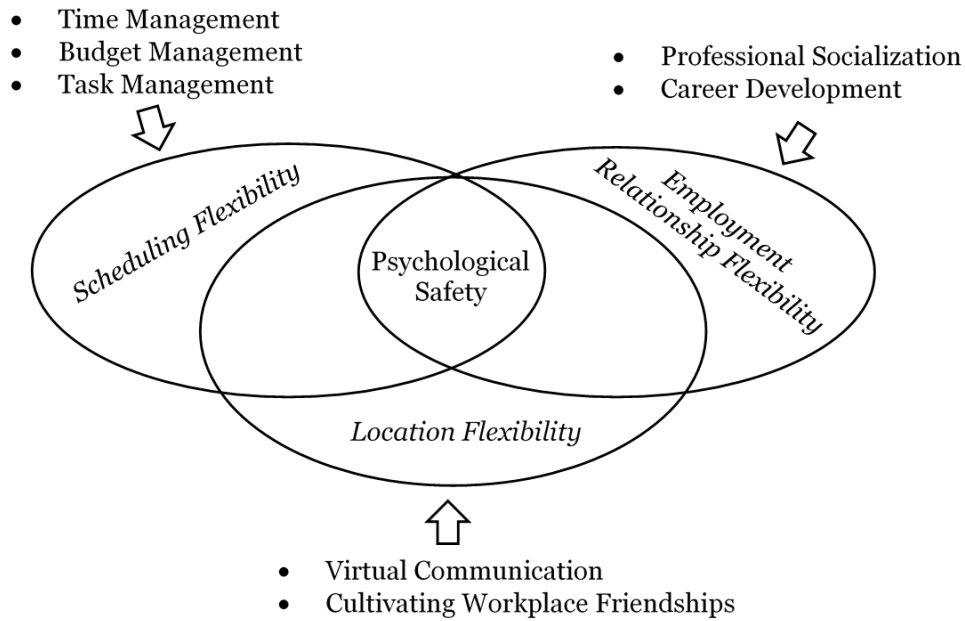 • Time Management
• Budget Management
• Task Management
• Professional Socialization
• Career Development
Scheduling Flexibility
Employment
Relationship Flexibility
Psychological
Safety
Location Flexibility
• Virtual Communication
• Cultivating Workplace Friendships